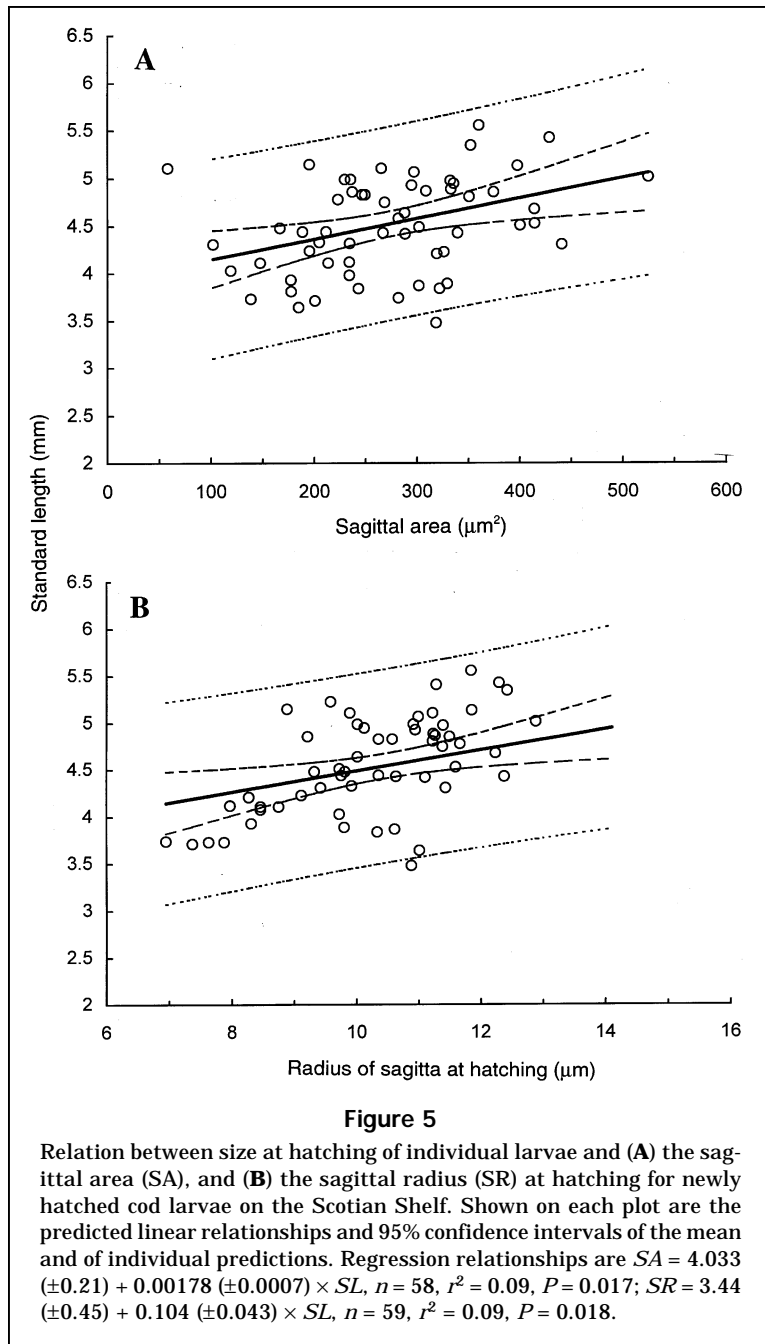 A
6.5
6
5.5
5
4.5
4
3.5
3
2.5
2
0 100 200 300 400 500 600
Sagittal area (µm²)
Standard length (mm)
B
6.5
6
5.5
5
4.5
4
3.5
3
2.5
2
6 8 10 12 14 16
Radius of sagitta at hatching (µm)
Figure 5
Relation between size at hatching of individual larvae and (A) the sag-
ittal area (SA), and (B) the sagittal radius (SR) at hatching for newly
hatched cod larvae on the Scotian Shelf. Shown on each plot are the
predicted linear relationships and 95% confidence intervals of the mean
and of individual predictions. Regression relationships are SA = 4.033
(±0.21) + 0.00178 (±0.0007) × SL, n = 58, r² = 0.09, P = 0.017; SR = 3.44
(±0.45) + 0.104 (±0.043) × SL, n = 59, r² = 0.09, P = 0.018.